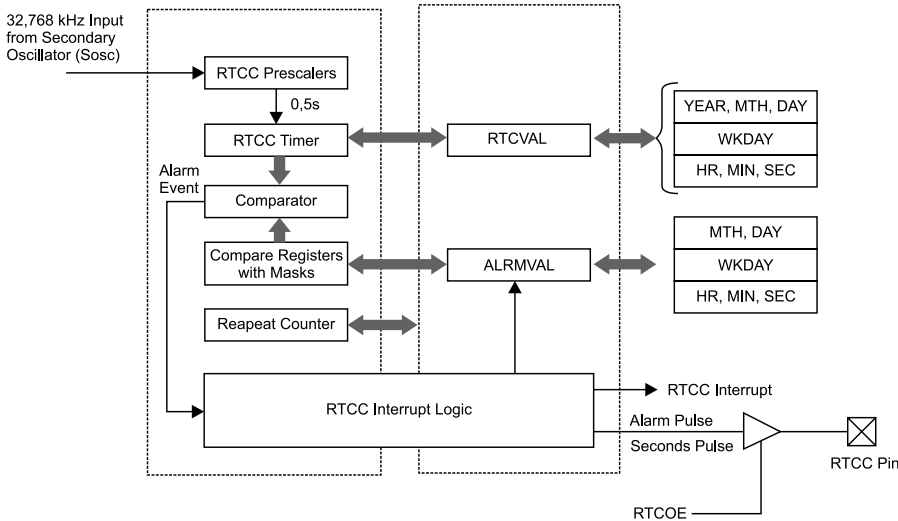 32,768 kHz Input
from Secondary
Oscillator (Sosc)
RTCC Prescalers
0,5s
RTCC Timer
RTCVAL
YEAR, MTH, DAY
WKDAY
HR, MIN, SEC
Alarm
Event
Comparator
Compare Registers
with Masks
ALRMVAL
MTH, DAY
WKDAY
HR, MIN, SEC
Reapeat Counter
RTCC Interrupt Logic
RTCC Interrupt
Alarm Pulse
Seconds Pulse
RTCC Pin
RTCOE